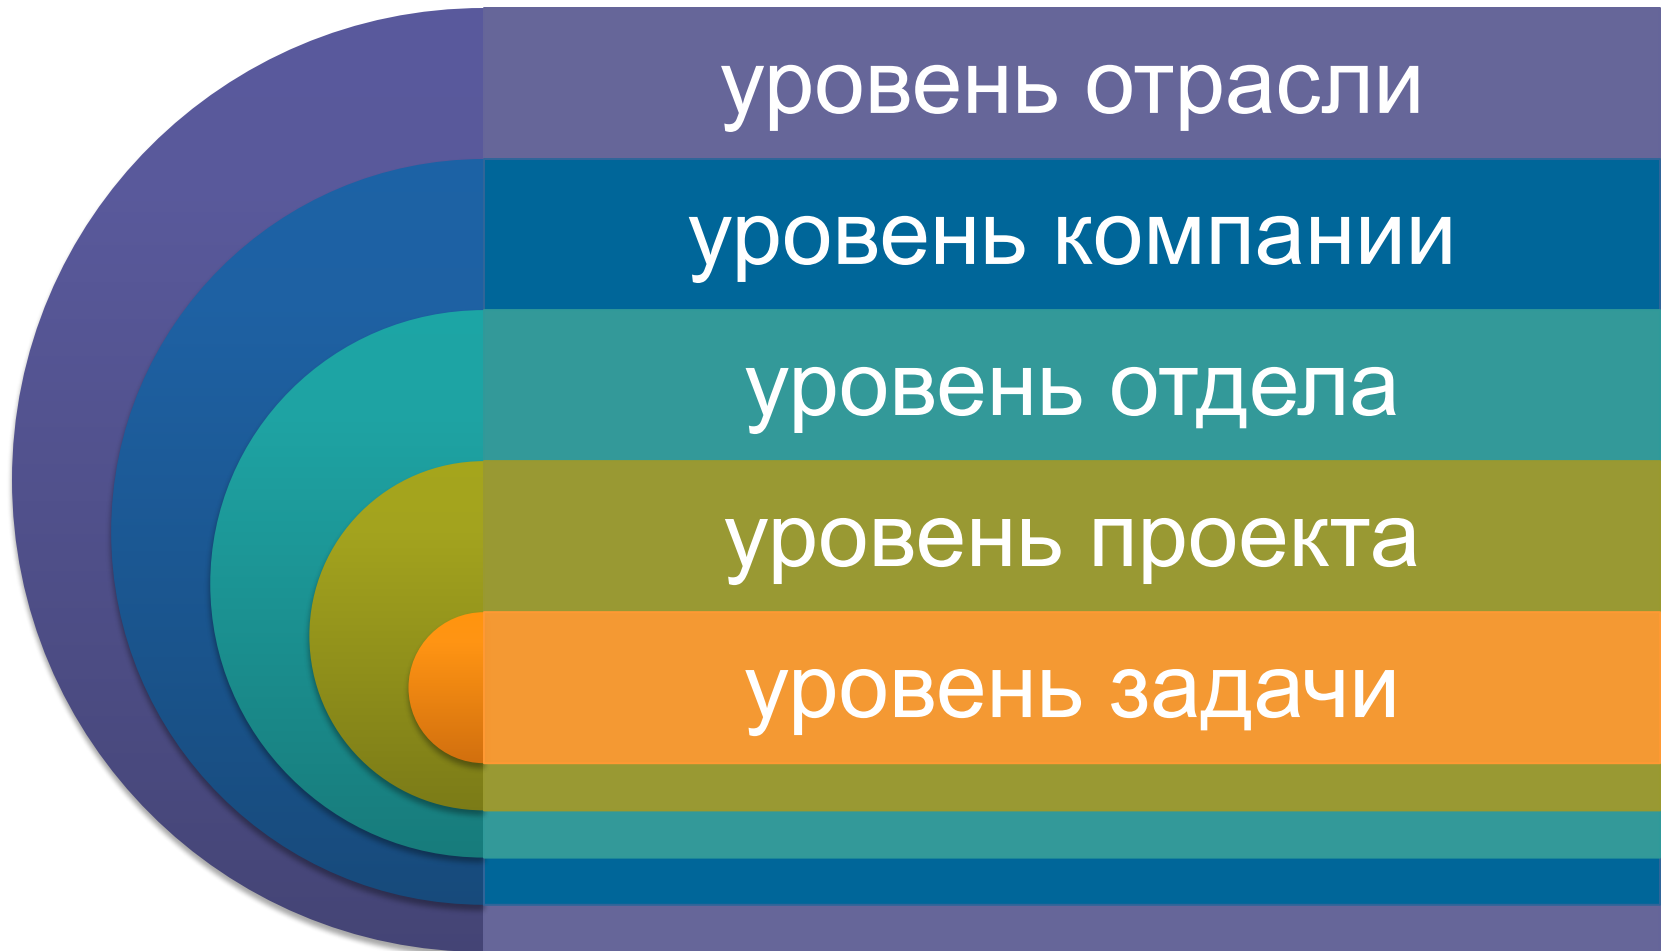 уровень отрасли
уровень компании
уровень отдела
уровень проекта
уровень задачи